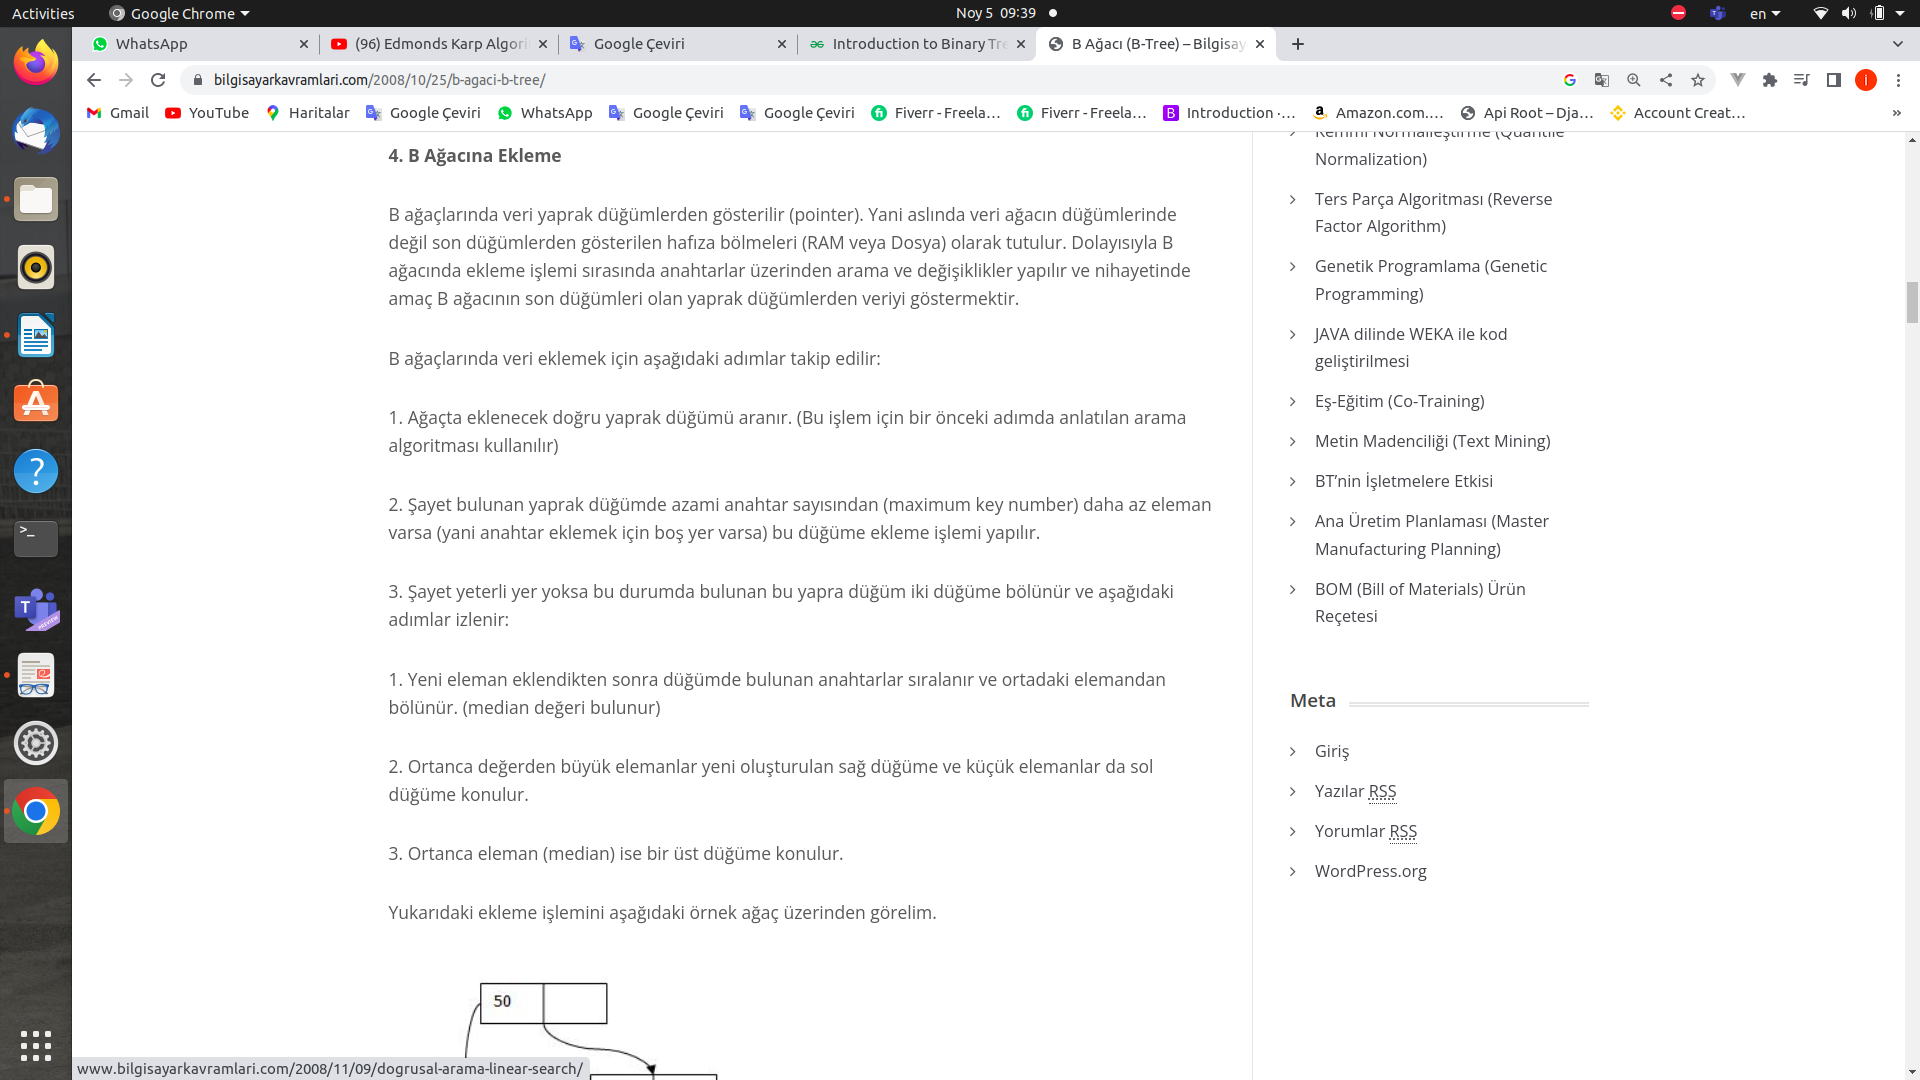 Activities
Google Chrome
Noy 5 09:39
en
WhatsApp
(96) Edmonds Karp Algori
Google Çeviri
Introduction to Binary Tre
B Ağacı (B-Tree) – Bilgisay
bilgisayarkavramlari.com/2008/10/25/b-agaci-b-tree/
Gmail
YouTube
Haritalar
Google Çeviri
WhatsApp
Google Çeviri
Google Çeviri
Fiverr - Freela…
Fiverr - Freela…
Introduction ·…
Amazon.com.…
Api Root – Dja…
Account Creat…
»
4. B Ağacına Ekleme
B ağaçlarında veri yaprak düğümlerden gösterilir (pointer). Yani aslında veri ağacın düğümlerinde
değil son düğümlerden gösterilen hafıza bölmeleri (RAM veya Dosya) olarak tutulur. Dolayısıyla B
ağacında ekleme işlemi sırasında anahtarlar üzerinden arama ve değişiklikler yapılır ve nihayetinde
amaç B ağacının son düğümleri olan yaprak düğümlerden veriyi göstermektir.
B ağaçlarında veri eklemek için aşağıdaki adımlar takip edilir:
1. Ağaçta eklenecek doğru yaprak düğümü aranır. (Bu işlem için bir önceki adımda anlatılan arama
algoritması kullanılır)
2. Şayet bulunan yaprak düğümde azami anahtar sayısından (maximum key number) daha az eleman
varsa (yani anahtar eklemek için boş yer varsa) bu düğüme ekleme işlemi yapılır.
3. Şayet yeterli yer yoksa bu durumda bulunan bu yapra düğüm iki düğüme bölünür ve aşağıdaki
adımlar izlenir:
1. Yeni eleman eklendikten sonra düğümde bulunan anahtarlar sıralanır ve ortadaki elemandan
bölünür. (median değeri bulunur)
2. Ortanca değerden büyük elemanlar yeni oluşturulan sağ düğüme ve küçük elemanlar da sol
düğüme konulur.
3. Ortanca eleman (median) ise bir üst düğüme konulur.
Yukarıdaki ekleme işlemini aşağıdaki örnek ağaç üzerinden görelim.
50
Kemmi Normalleştirme (Quantile
Normalization)
Ters Parça Algoritması (Reverse
Factor Algorithm)
Genetik Programlama (Genetic
Programming)
JAVA dilinde WEKA ile kod
geliştirilmesi
Eş-Eğitim (Co-Training)
Metin Madenciliği (Text Mining)
BT’nin İşletmelere Etkisi
Ana Üretim Planlaması (Master
Manufacturing Planning)
BOM (Bill of Materials) Ürün
Reçetesi
Meta
Giriş
Yazılar RSS
Yorumlar RSS
WordPress.org
www.bilgisayarkavramlari.com/2008/11/09/dogrusal-arama-linear-search/